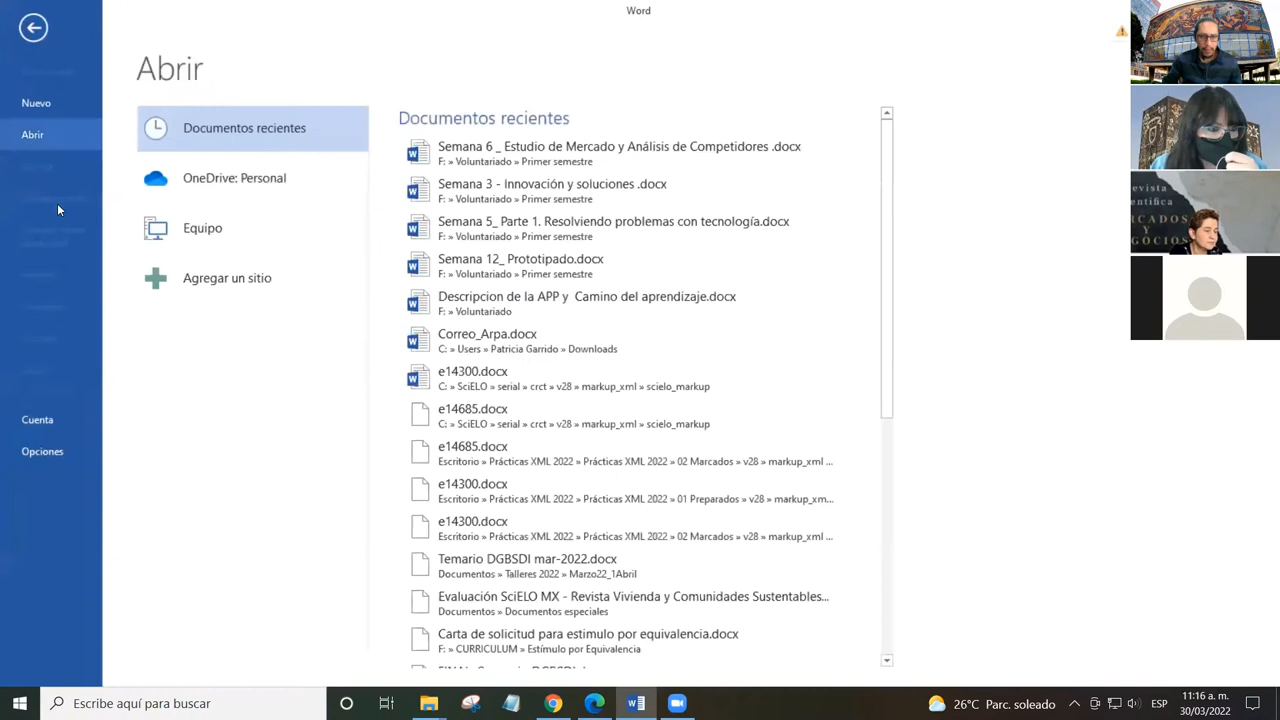 Word
Abrir
Nuevo
Abrir
Cuenta
Opciones
Documentos recientes
OneDrive: Personal
Equipo
Agregar un sitio
Documentos recientes
Semana 6 _ Estudio de Mercado y Análisis de Competidores .docx
F: » Voluntariado » Primer semestre
Semana 3 - Innovación y soluciones .docx
F: » Voluntariado » Primer semestre
Semana 5_ Parte 1. Resolviendo problemas con tecnología.docx
F: » Voluntariado » Primer semestre
Semana 12_ Prototipado.docx
F: » Voluntariado » Primer semestre
Descripcion de la APP y  Camino del aprendizaje.docx
F: » Voluntariado
Correo_Arpa.docx
C: » Users » Patricia Garrido » Downloads
e14300.docx
C: » SciELO » serial » crct » v28 » markup_xml » scielo_markup
e14685.docx
C: » SciELO » serial » crct » v28 » markup_xml » scielo_markup
e14685.docx
Escritorio » Prácticas XML 2022 » Prácticas XML 2022 » 02 Marcados » v28 » markup_xml ...
e14300.docx
Escritorio » Prácticas XML 2022 » Prácticas XML 2022 » 01 Preparados » v28 » markup_xm...
e14300.docx
Escritorio » Prácticas XML 2022 » Prácticas XML 2022 » 02 Marcados » v28 » markup_xml ...
Temario DGBSDI mar-2022.docx
Documentos » Talleres 2022 » Marzo22_1Abril
Evaluación SciELO MX - Revista Vivienda y Comunidades Sustentables...
Documentos » Documentos especiales
Carta de solicitud para estimulo por equivalencia.docx
F: » CURRICULUM » Estímulo por Equivalencia
evista
entífica
ERCADOS
Y
GOCIOS
Escribe aquí para buscar
26°C Parc. soleado
ESP
11:16 a. m.
30/03/2022